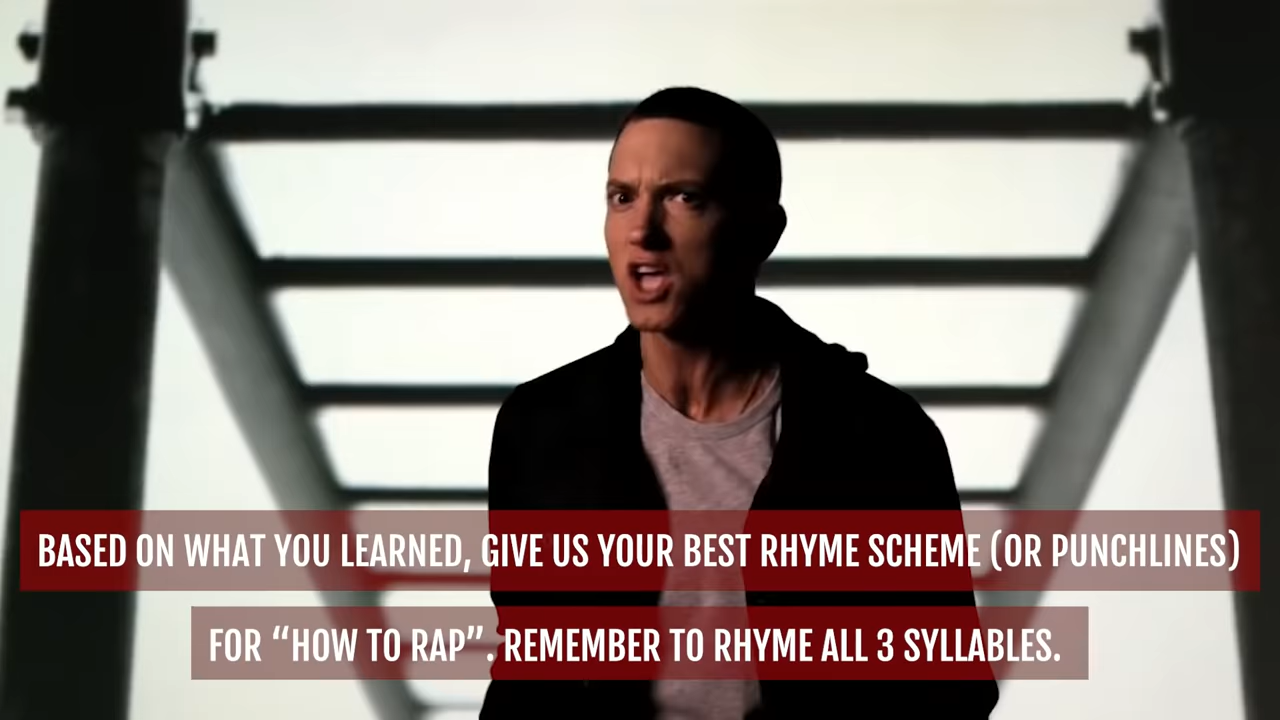 BASED ON WHAT YOU LEARNED, GIVE US YOUR BEST RHYME SCHEME (OR PUNCHLINES)
FOR “HOW TO RAP”. REMEMBER TO RHYME ALL 3 SYLLABLES.